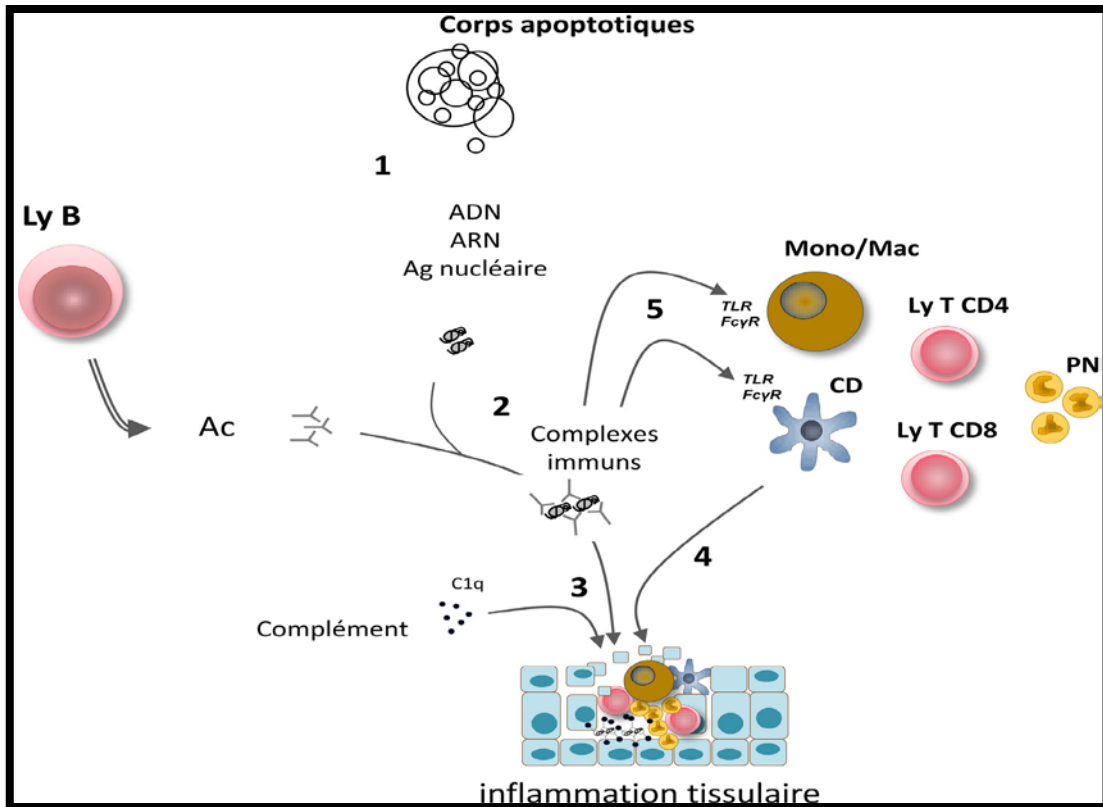 Corps apoptotiques
1
ADN
ARN
Ag nucléaire
Ly B
Ac
2
Complexes
immuns
5
TLR
FcγR
Mono/Mac
TLR
FcγR
CD
Ly T CD4
PN
Ly T CD8
4
3
C1q
Complément
inflammation tissulaire